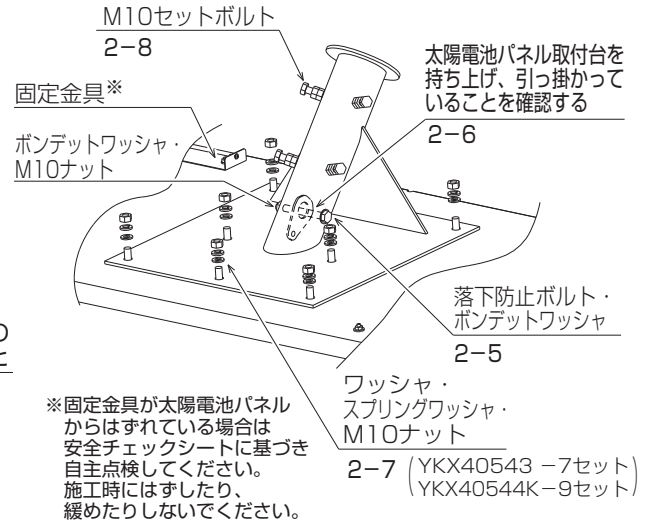 M10セットボルト
2-8
太陽電池パネル取付台を
持ち上げ、引っ掛かって
いることを確認する
2-6
固定金具※
ボンデットワッシャ・
M10ナット
落下防止ボルト・
ボンデットワッシャ
2-5
ワッシャ・
スプリングワッシャ・
M10ナット
2-7 (YKX40543 -7セット
YKX40544K-9セット)
※固定金具が太陽電池パネル
からはずれている場合は
安全チェックシートに基づき
自主点検してください。
施工時にはずしたり、
緩めたりしないでください。